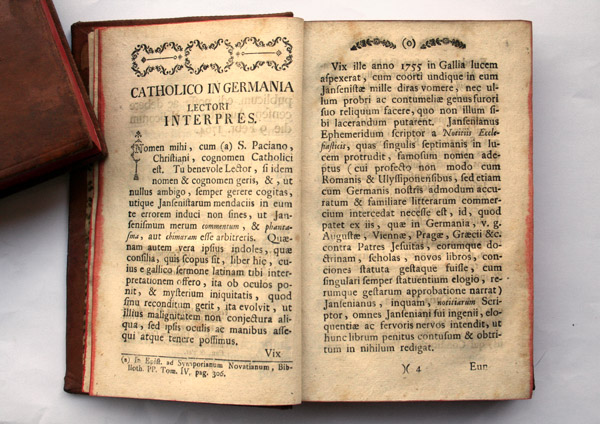 CATHOLICO IN GERMANIA
LECTORI
INTERPRES.
Nomen mihi, cum (a) S. Paciano,
Christiani, cognomen Catholici
est. Tu benevole Lector, si idem
nomen & cognomen geris, &, ut
nullus ambigo, semper gerere cogitas,
utique Jansenistarum mendaciis in eum
te errorem induci non sines, ut Jan-
senismum merum commentum, & phanta-
sma, aut chimæram esse arbitreris. Quæ-
nam autem vera ipsius indoles, quæ
consilia, quis scopus sit, liber hic, cu-
ius e gallico sermone latinam tibi inter-
pretationem offero, ita ob oculos po-
nit, & mysterium iniquitatis, quod
sinu reconditum gerit, ita evolvit, ut
illius malignitatem non conjectura ali-
qua, sed ipsis oculis ac manibus asse-
qui atque tenere possimus.
Vix
(a) In Epist. ad Symporianum Novatianum, Bib-
lioth. PP. Tom. IV. pag. 306.
(o)
Vix ille anno 1755 in Gallia lucem
aspexerat, cum coorti undique in eum
Jansenistæ mille diras vomere, nec ul-
lum probri ac contumeliæ genus furori
suo reliquum facere, quo non illum si-
bi lacerandum putarent. Jansenianus
Ephemeridum scriptor a Notitiis Eccle-
siasticis, quas singulis septimanis in lu-
cem protrudit, famosum nomen ade-
ptus (cui profecto non modo cum
Romanis & Ulyssiponensibus, sed etiam
cum Germanis nostris admodum accu-
ratum & familiare litterarum commer-
cium intercedat necesse est, id, quod
patet ex iis, quæ in Germania, v. g.
Augustæ, Viennæ, Pragæ, Græcii &c.
contra Patres Jesuitas, eorumque do-
ctrinam, scholas, novos libros, con-
ciones statuta gestaque fuisse, cum
singulari semper statuentium elogio, re-
rumque gestarum approbatione narrat)
Jansenianus, inquam, notitiarum Scri-
ptor, omnes Janseniani sui ingenii, elo-
quentiæ ac fervoris nervos intendit, ut
hunc librum penitus contusum & obtri-
tum in nihilum redigat.
)( 4 Eun